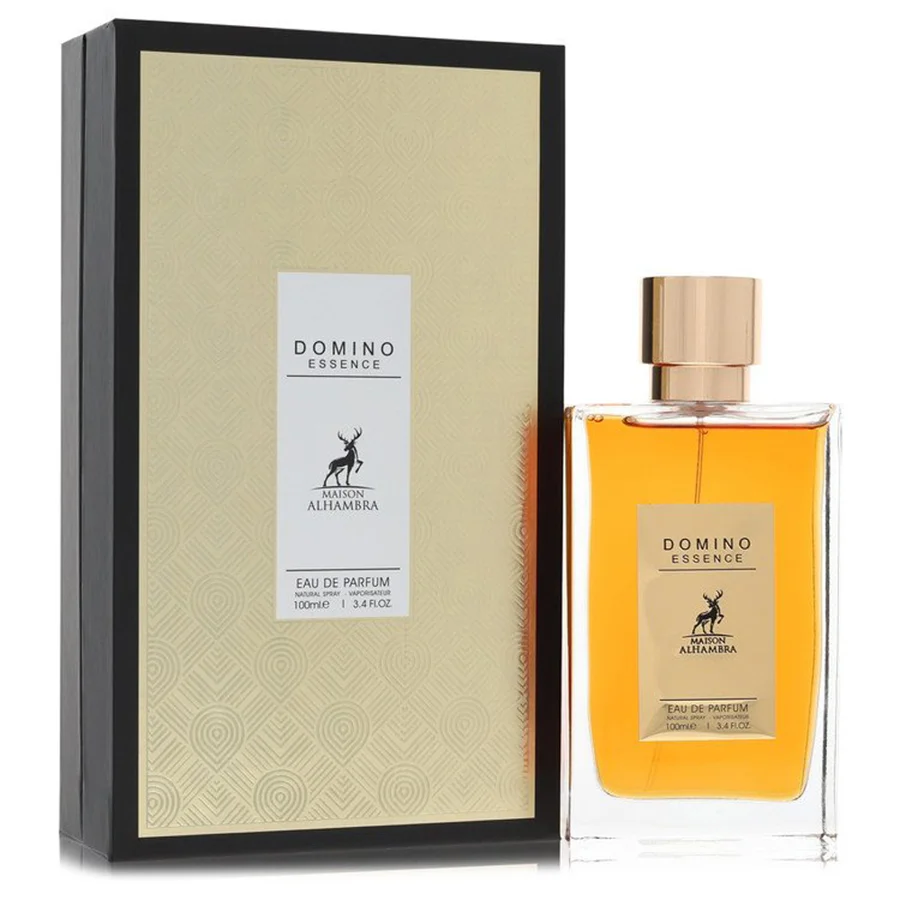 DOMINO
ESSENCE
MAISON
ALHAMBRA
EAU DE PARFUM
NATURAL SPRAY - VAPORISATEUR
100ml.e | 3.4 FL.OZ.
DOMINO
ESSENCE
MAISON
ALHAMBRA
EAU DE PARFUM
NATURAL SPRAY - VAPORISATEUR
100ml.e | 3.4 FL.OZ.